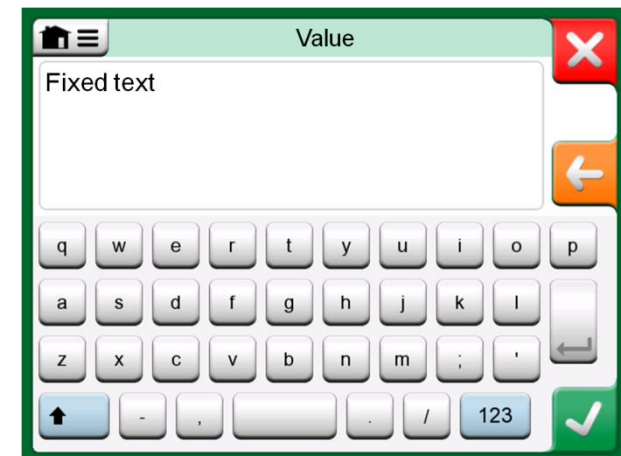 Value
Fixed text
q w e r t y u i o p
a s d f g h j k l
z x c v b n m ; '
- , . / 123